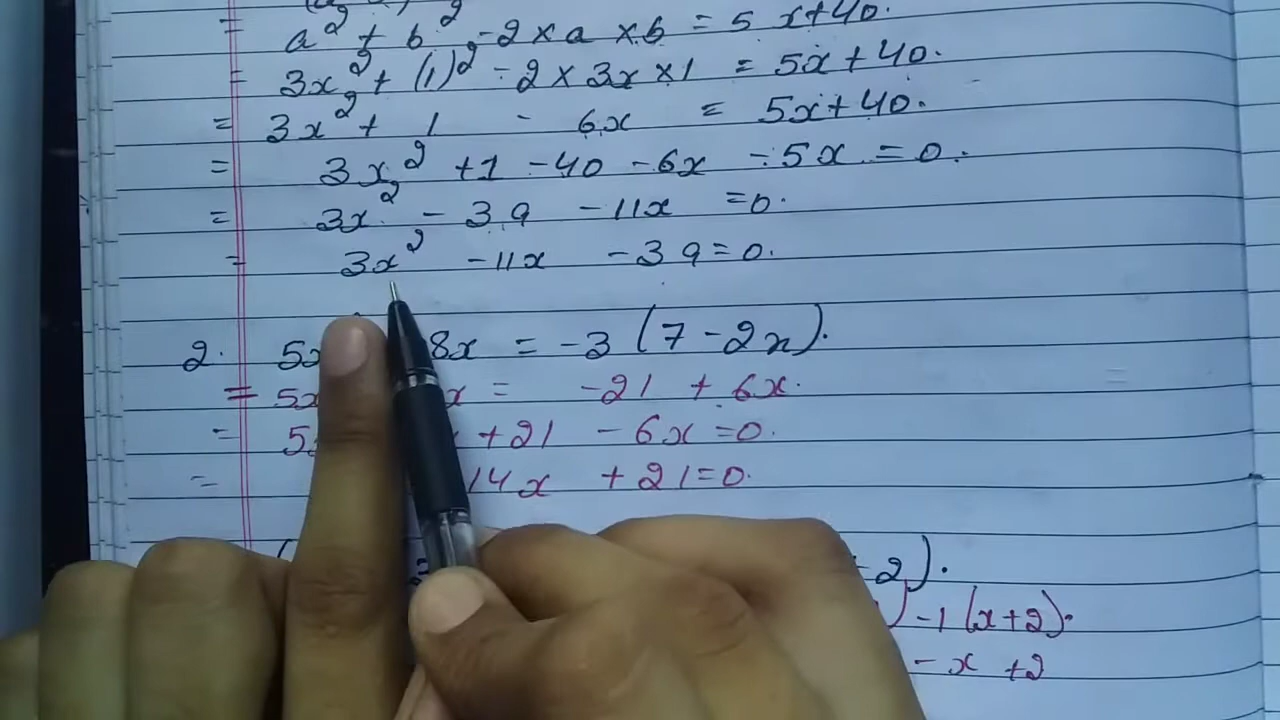 = a² + b² - 2 × a × b = 5x + 40.
= 3x² + (1)² - 2 × 3x × 1 = 5x + 40.
= 3x² + 1 - 6x = 5x + 40.
= 3x² + 1 - 40 - 6x - 5x = 0.
= 3x² - 39 - 11x = 0.
= 3x² - 11x - 39 = 0.
2. 5x 8x = -3 (7 - 2x).
= 5x x = -21 + 6x.
= 5 + 21 - 6x = 0.
= 14x + 21 = 0.
2).
) -1 (x + 2).
- x + 2